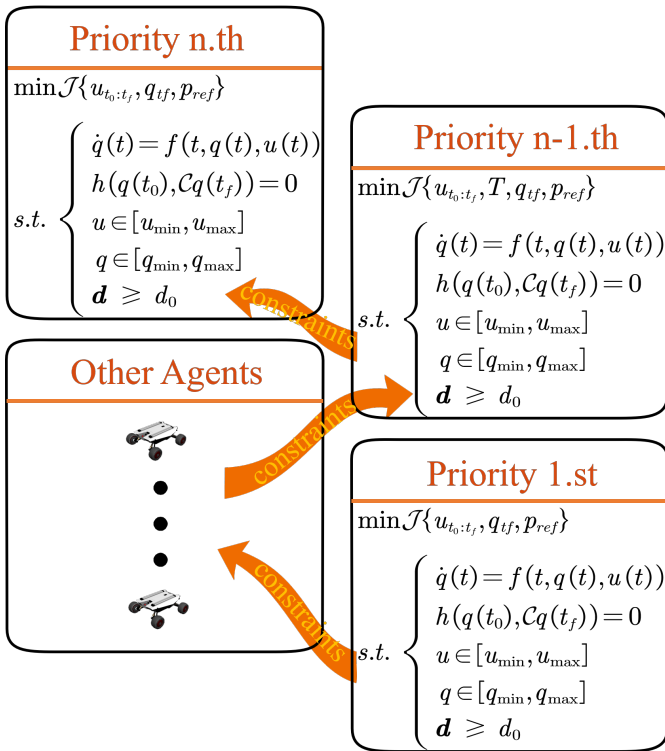 Priority n.th
min 𝒥{u_{t_0:t_f}, q_{tf}, p_{ref}}
s.t.
q̇(t)=f(t,q(t),u(t))
h(q(t_0),𝒞q(t_f))=0
u∈[u_min,u_max]
q∈[q_min,q_max]
d ≥ d_0
constraints
Priority n-1.th
min 𝒥{u_{t_0:t_f}, T, q_{tf}, p_{ref}}
s.t.
q̇(t)=f(t,q(t),u(t))
h(q(t_0),𝒞q(t_f))=0
u∈[u_min,u_max]
q∈[q_min,q_max]
d ≥ d_0
Other Agents
constraints
constraints
Priority 1.st
min 𝒥{u_{t_0:t_f}, q_{tf}, p_{ref}}
s.t.
q̇(t)=f(t,q(t),u(t))
h(q(t_0),𝒞q(t_f))=0
u∈[u_min,u_max]
q∈[q_min,q_max]
d ≥ d_0